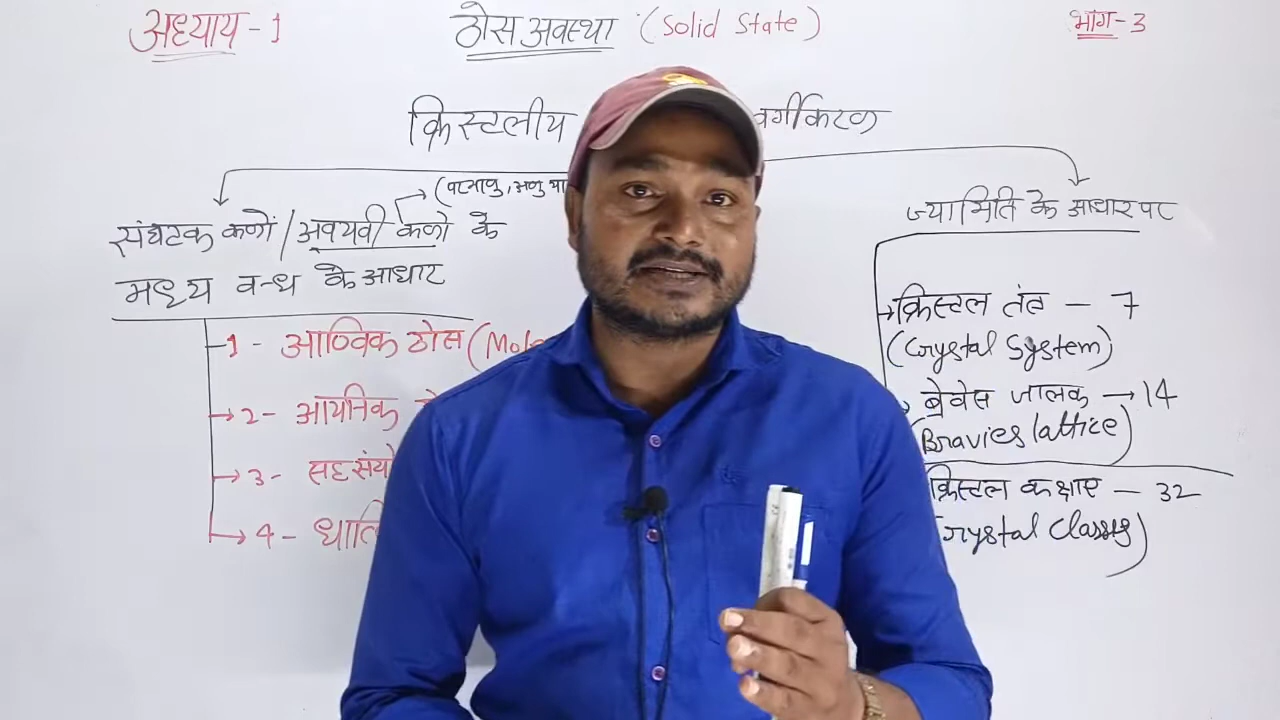 अध्याय - 1
ठोस अवस्था (Solid State)
भाग - 3
क्रिस्टलीय वर्गीकरण
(परमाणु, अणु या
संघटक कणों / अवयवी कणो के
मध्य बन्ध के आधार
1 - आण्विक ठोस (Mole
2 - आयनिक
3 - सहसंयो
4 - धात्वि
ज्यामिति के आधार पर
क्रिस्टल तंत्र - 7
(Crystal System)
ब्रेवेस जालक → 14
(Bravies lattice)
क्रिस्टल कक्षाएं - 32
Crystal Classes)